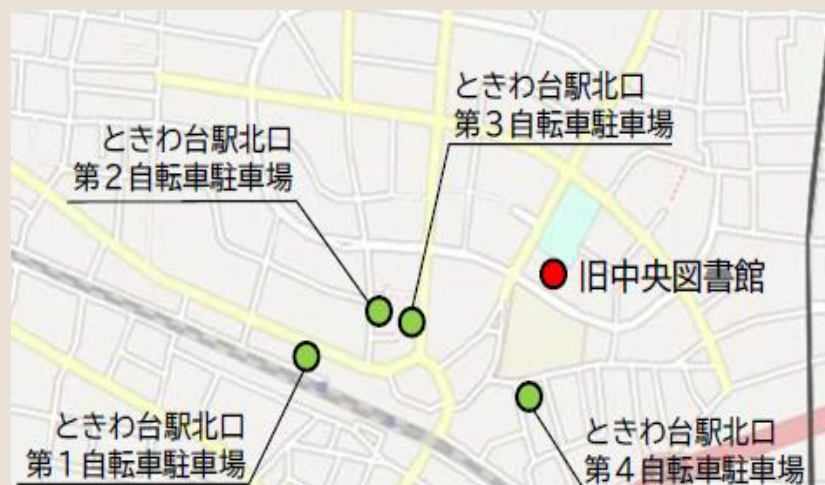 ときわ台駅北口
第3自転車駐車場
ときわ台駅北口
第2自転車駐車場
旧中央図書館
ときわ台駅北口
第1自転車駐車場
ときわ台駅北口
第4自転車駐車場